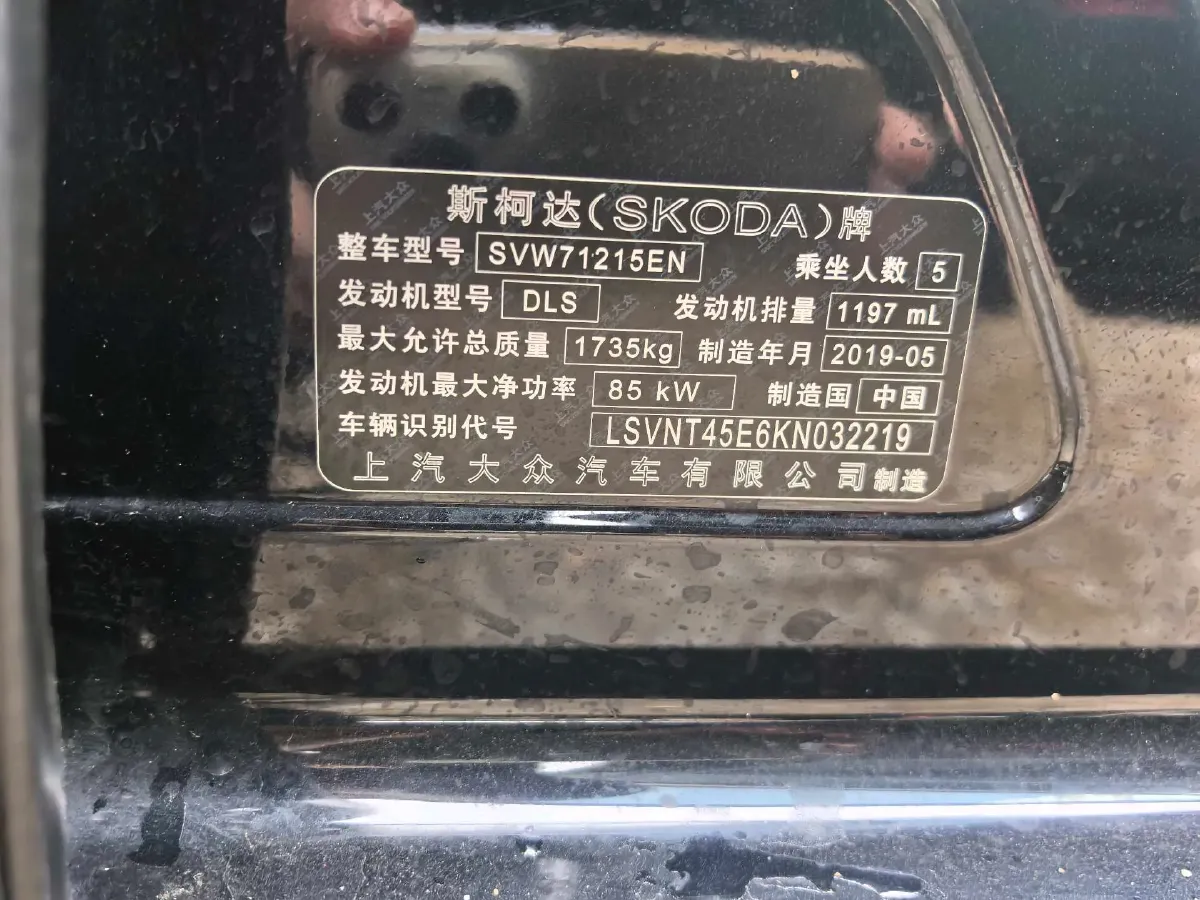 斯柯达(SKODA)牌
整车型号 SVW71215EN 乘坐人数 5
发动机型号 DLS 发动机排量 1197 mL
最大允许总质量 1735kg 制造年月 2019-05
发动机最大净功率 85 kW 制造国 中国
车辆识别代号 LSVNT45E6KN032219
上汽大众汽车有限公司制造